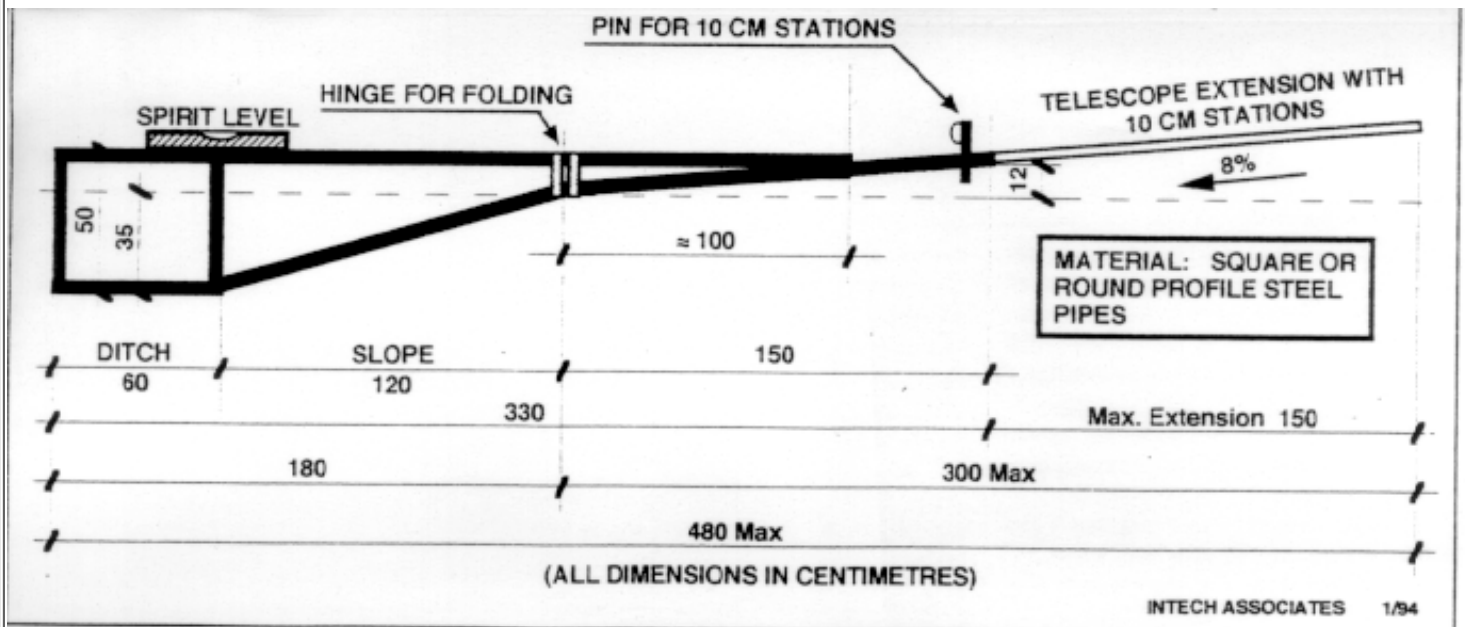 PIN FOR 10 CM STATIONS
HINGE FOR FOLDING
SPIRIT LEVEL
TELESCOPE EXTENSION WITH
10 CM STATIONS
8%
12
50
35
≈ 100
MATERIAL: SQUARE OR
ROUND PROFILE STEEL
PIPES
DITCH
60
SLOPE
120
150
330
Max. Extension 150
180
300 Max
480 Max
(ALL DIMENSIONS IN CENTIMETRES)
INTECH ASSOCIATES 1/94